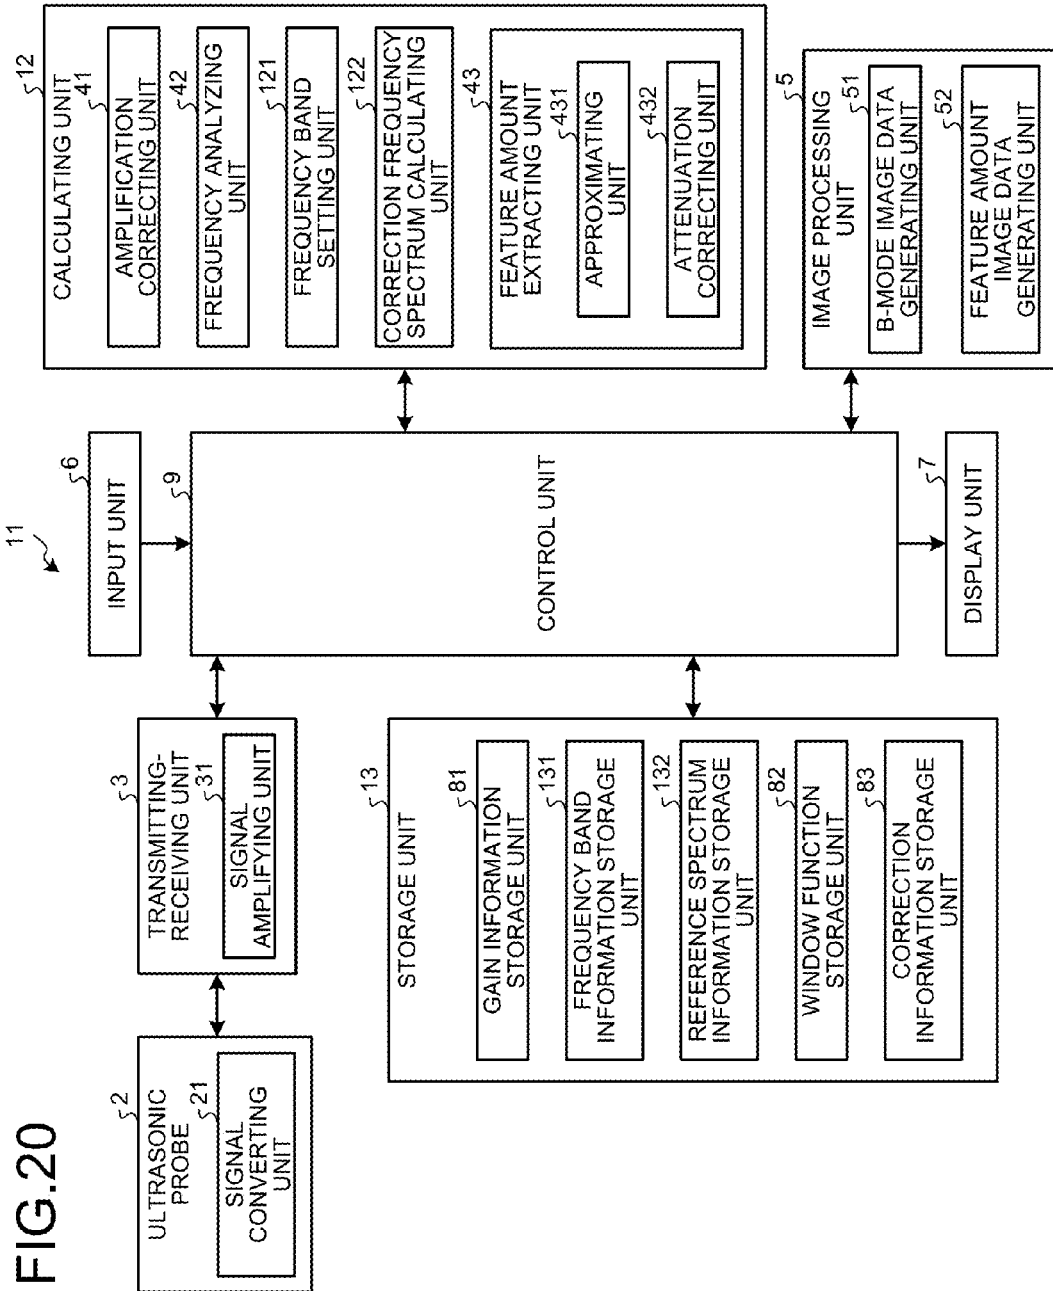 FIG.20
11
2
ULTRASONIC
PROBE
21
SIGNAL
CONVERTING
UNIT
3
TRANSMITTING-
RECEIVING UNIT
31
SIGNAL
AMPLIFYING UNIT
6
INPUT UNIT
9
CONTROL UNIT
7
DISPLAY UNIT
13
STORAGE UNIT
81
GAIN INFORMATION
STORAGE UNIT
131
FREQUENCY BAND
INFORMATION STORAGE
UNIT
132
REFERENCE SPECTRUM
INFORMATION STORAGE
UNIT
82
WINDOW FUNCTION
STORAGE UNIT
83
CORRECTION
INFORMATION STORAGE
UNIT
12
CALCULATING UNIT
41
AMPLIFICATION
CORRECTING UNIT
42
FREQUENCY ANALYZING
UNIT
121
FREQUENCY BAND
SETTING UNIT
122
CORRECTION FREQUENCY
SPECTRUM CALCULATING
UNIT
43
FEATURE AMOUNT
EXTRACTING UNIT
431
APPROXIMATING
UNIT
432
ATTENUATION
CORRECTING UNIT
5
IMAGE PROCESSING
UNIT
51
B-MODE IMAGE DATA
GENERATING UNIT
52
FEATURE AMOUNT
IMAGE DATA
GENERATING UNIT